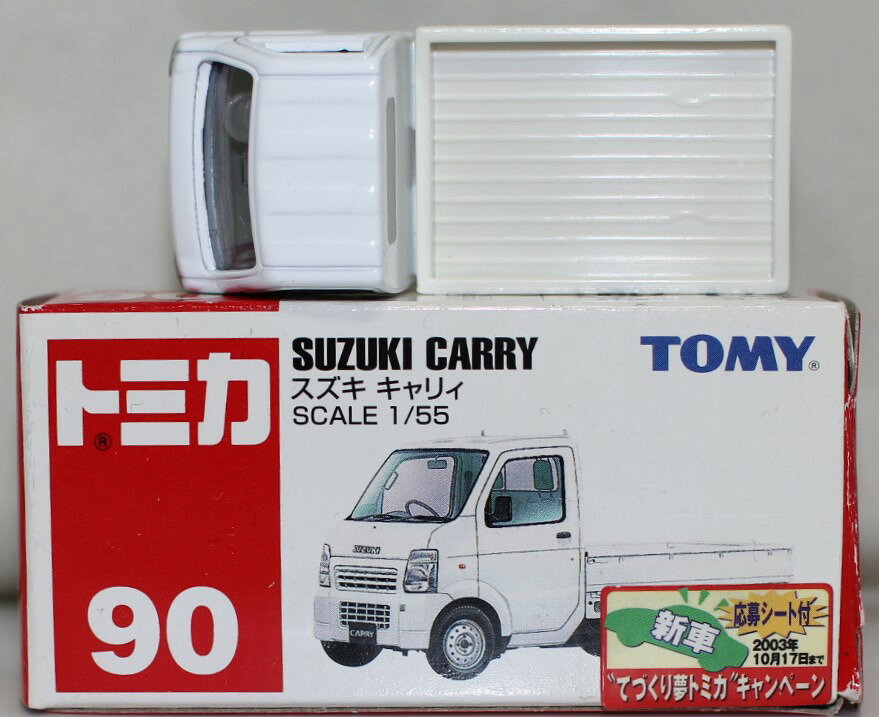 トミカ®
90
SUZUKI CARRY
スズキ キャリィ
SCALE 1/55
TOMY®
SUZUKI
CARRY
新車
応募シート付
2003年
10月17日まで
"てづくり夢トミカ"キャンペーン